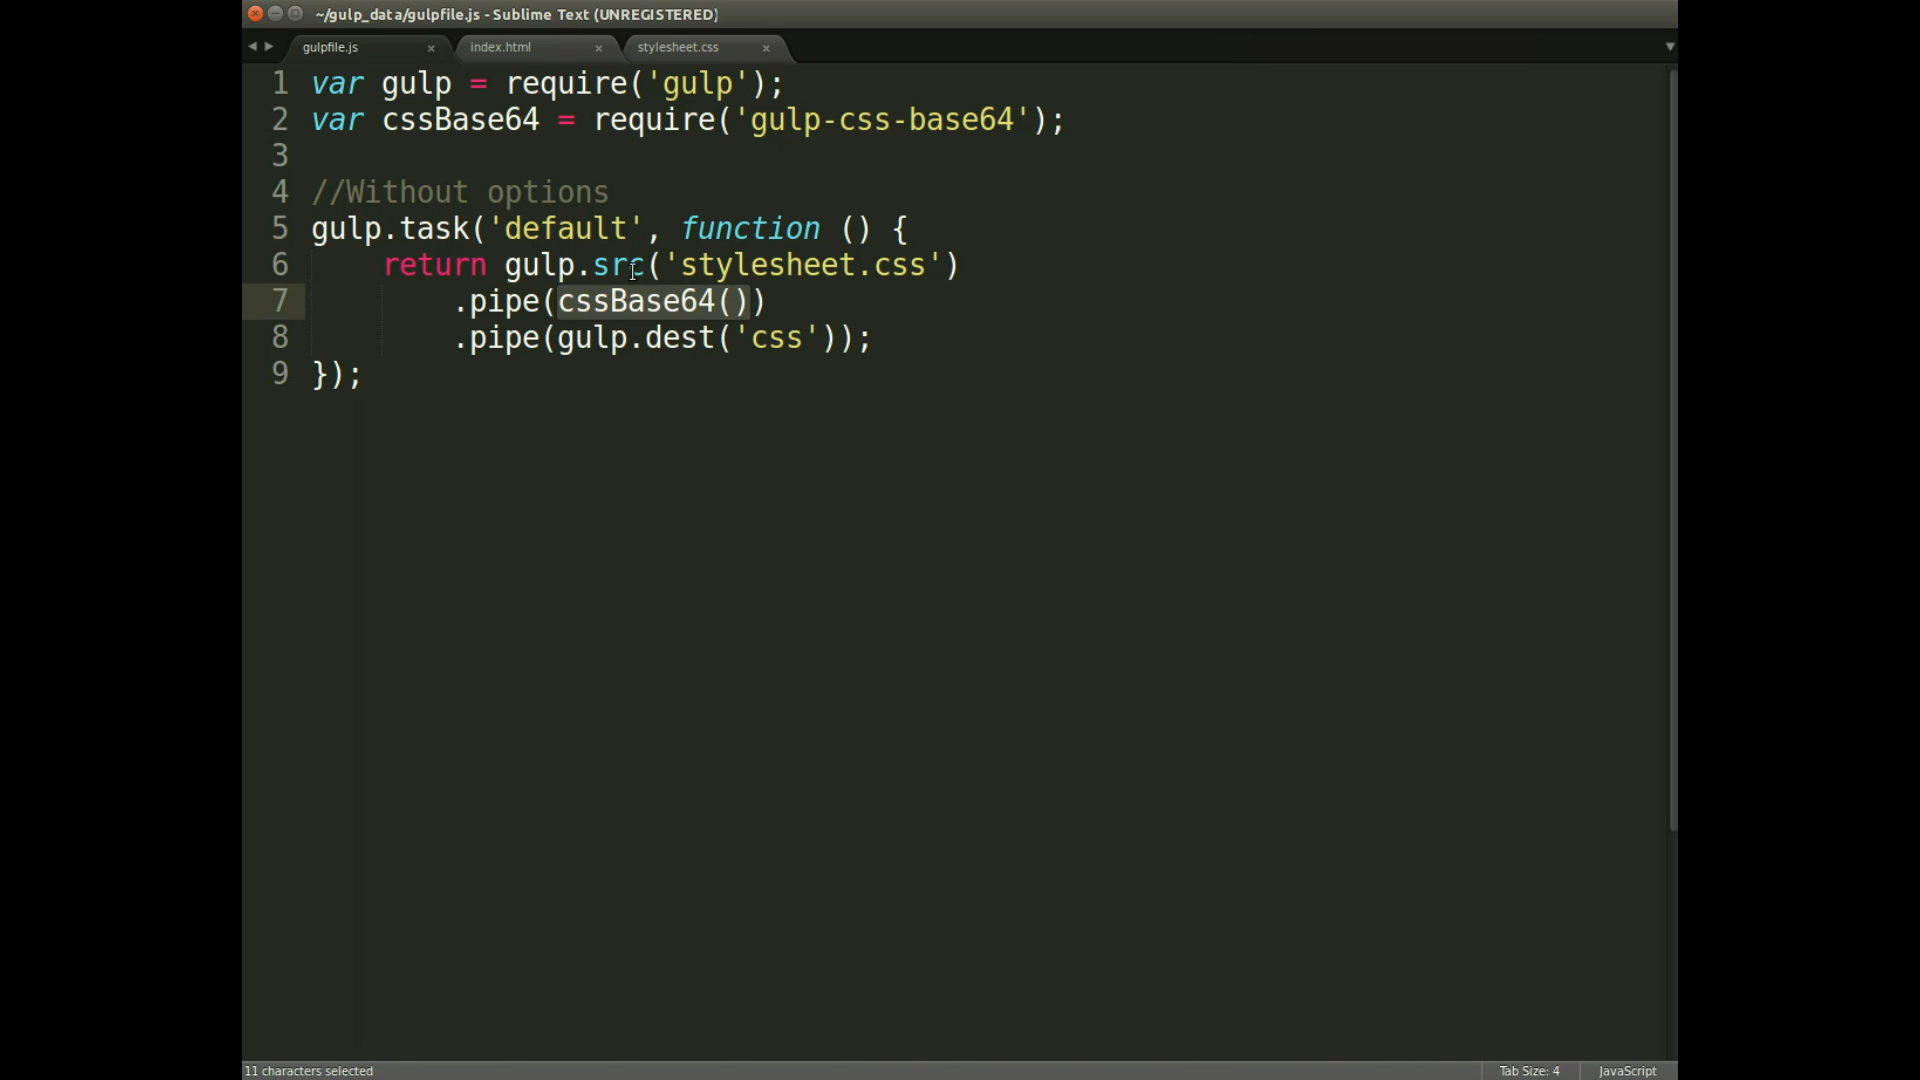 ~/gulp_data/gulpfile.js - Sublime Text (UNREGISTERED)
gulpfile.js × index.html × stylesheet.css ×
1 var gulp = require('gulp');
2 var cssBase64 = require('gulp-css-base64');
3
4 //Without options
5 gulp.task('default', function () {
6     return gulp.src('stylesheet.css')
7         .pipe(cssBase64())
8         .pipe(gulp.dest('css'));
9 });
11 characters selected Tab Size: 4 JavaScript